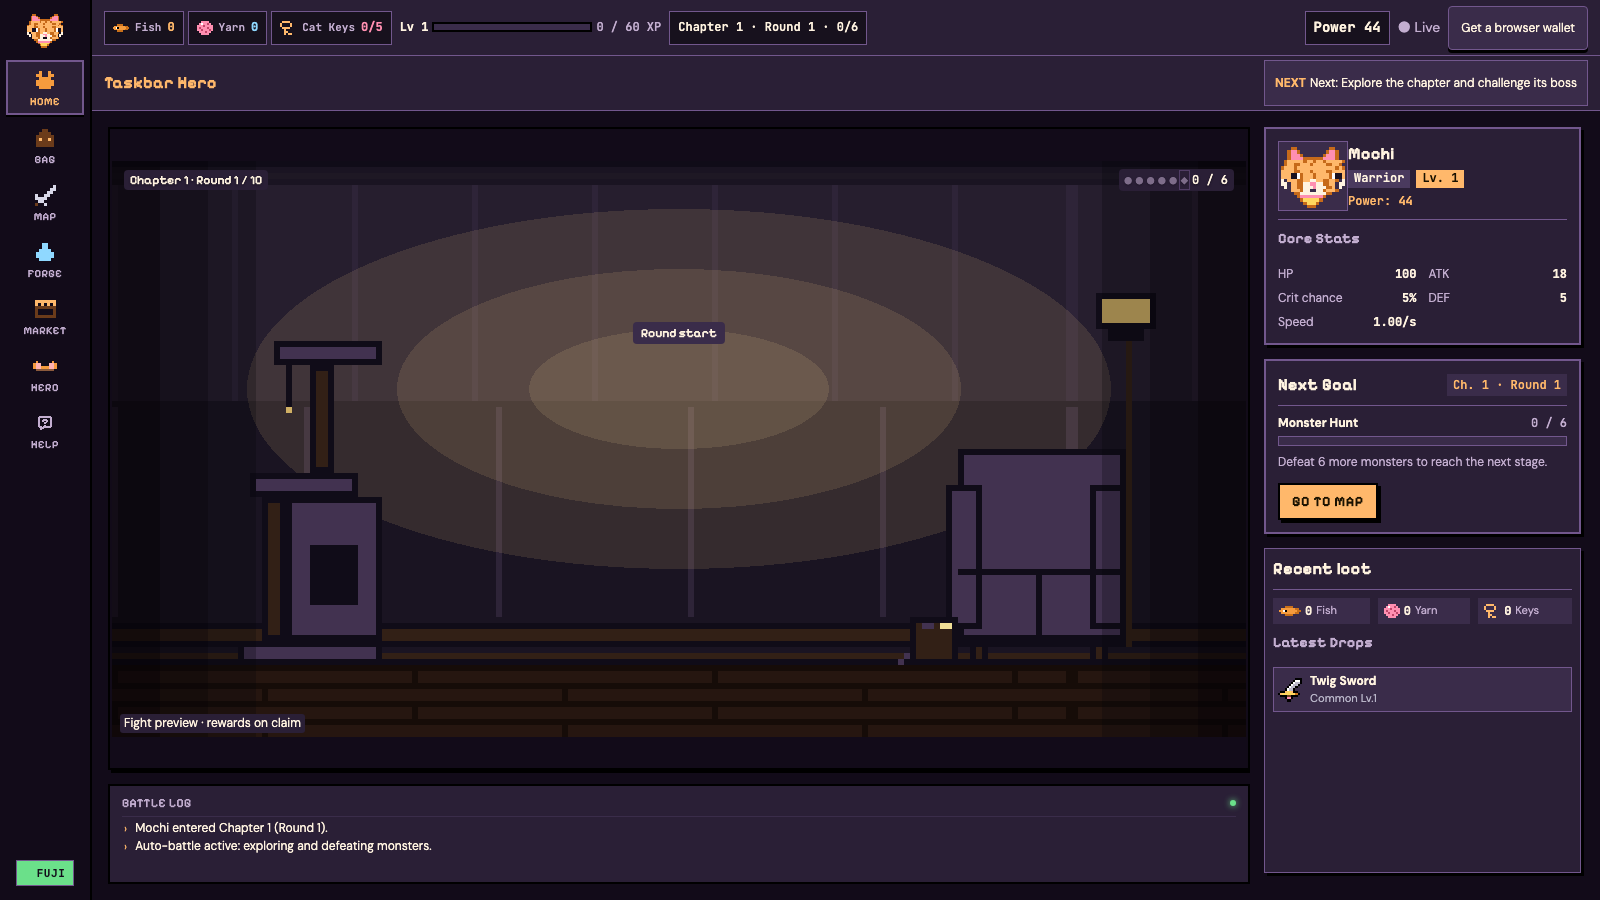 Fish 0
Yarn 0
Cat Keys 0/5
Lv 1
0 / 60 XP
Chapter 1 · Round 1 · 0/6
Power 44
Live
Get a browser wallet
Taskbar Hero
NEXT Next: Explore the chapter and challenge its boss
HOME
BAG
MAP
FORGE
MARKET
HERO
HELP
FUJI
Chapter 1 · Round 1 / 10
0 / 6
Round start
Fight preview · rewards on claim
BATTLE LOG
› Mochi entered Chapter 1 (Round 1).
› Auto-battle active: exploring and defeating monsters.
Mochi
Warrior Lv. 1
Power: 44
Core Stats
HP 100 ATK 18
Crit chance 5% DEF 5
Speed 1.00/s
Next Goal Ch. 1 · Round 1
Monster Hunt 0 / 6
Defeat 6 more monsters to reach the next stage.
GO TO MAP
Recent loot
0 Fish 0 Yarn 0 Keys
Latest Drops
Twig Sword
Common Lv.1